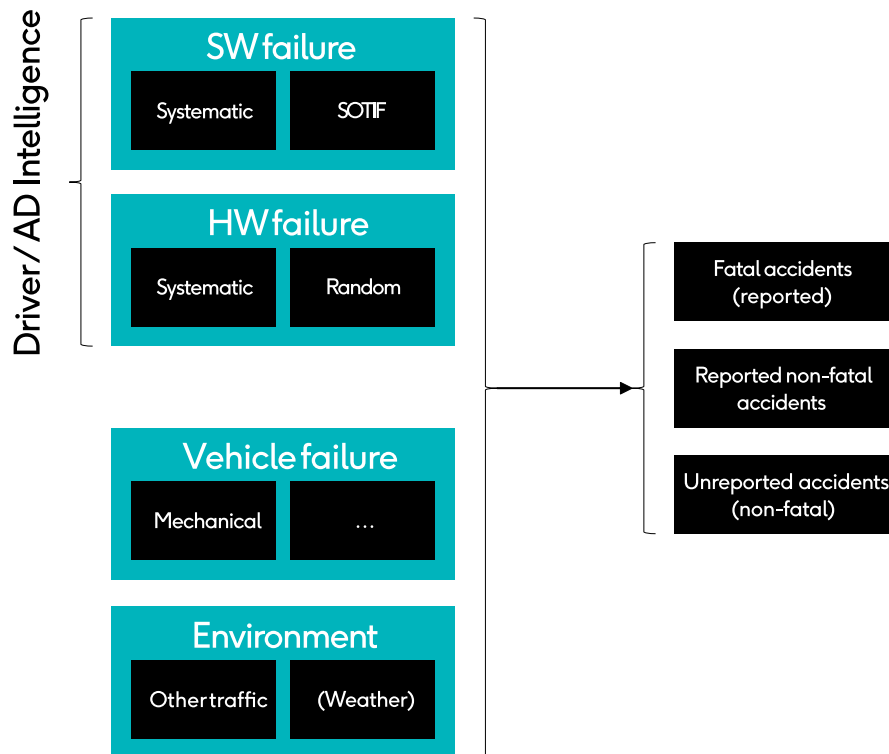 Driver / AD Intelligence
SW failure
Systematic
SOTIF
HW failure
Systematic
Random
Vehicle failure
Mechanical
...
Environment
Other traffic
(Weather)
Fatal accidents
(reported)
Reported non-fatal
accidents
Unreported accidents
(non-fatal)